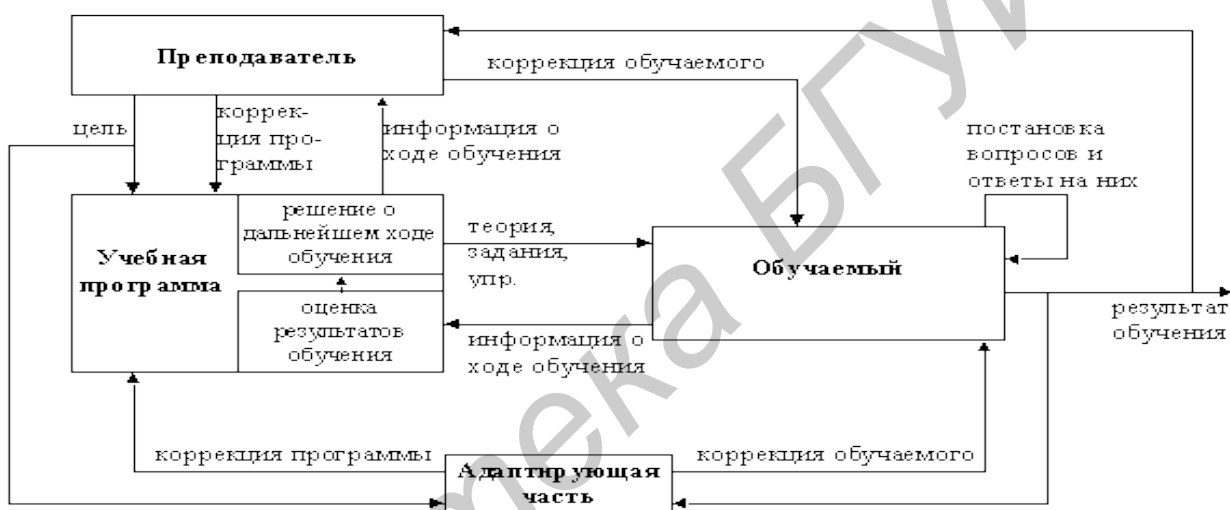 Преподаватель
коррекция обучаемого
цель
коррек-
ция про-
граммы
информация о
ходе обучения
постановка
вопросов и
ответы на них
Учебная
программа
решение о
дальнейшем ходе
обучения
оценка
результатов
обучения
теория,
задания,
упр.
информация о
ходе обучения
Обучаемый
результат
обучения
коррекция программы
Адаптирующая
часть
коррекция обучаемого
тека БГУИ